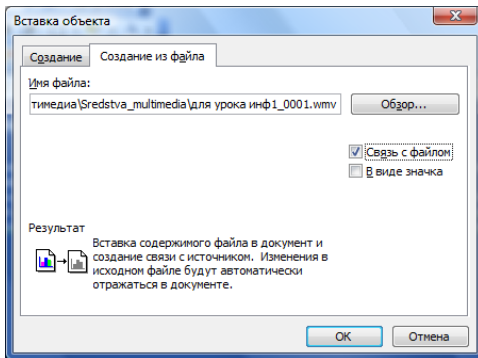 Вставка объекта
Создание
Создание из файла
Имя файла:
тимедиа\Sredstva_multimedia\для урока инф1_0001.wmv
Обзор...
Связь с файлом
В виде значка
Результат
Вставка содержимого файла в документ и
создание связи с источником. Изменения в
исходном файле будут автоматически
отражаться в документе.
ОК
Отмена